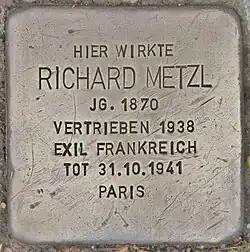 HIER WIRKTE
RICHARD METZL
JG. 1870
VERTRIEBEN 1938
EXIL FRANKREICH
TOT 31.10.1941
PARIS